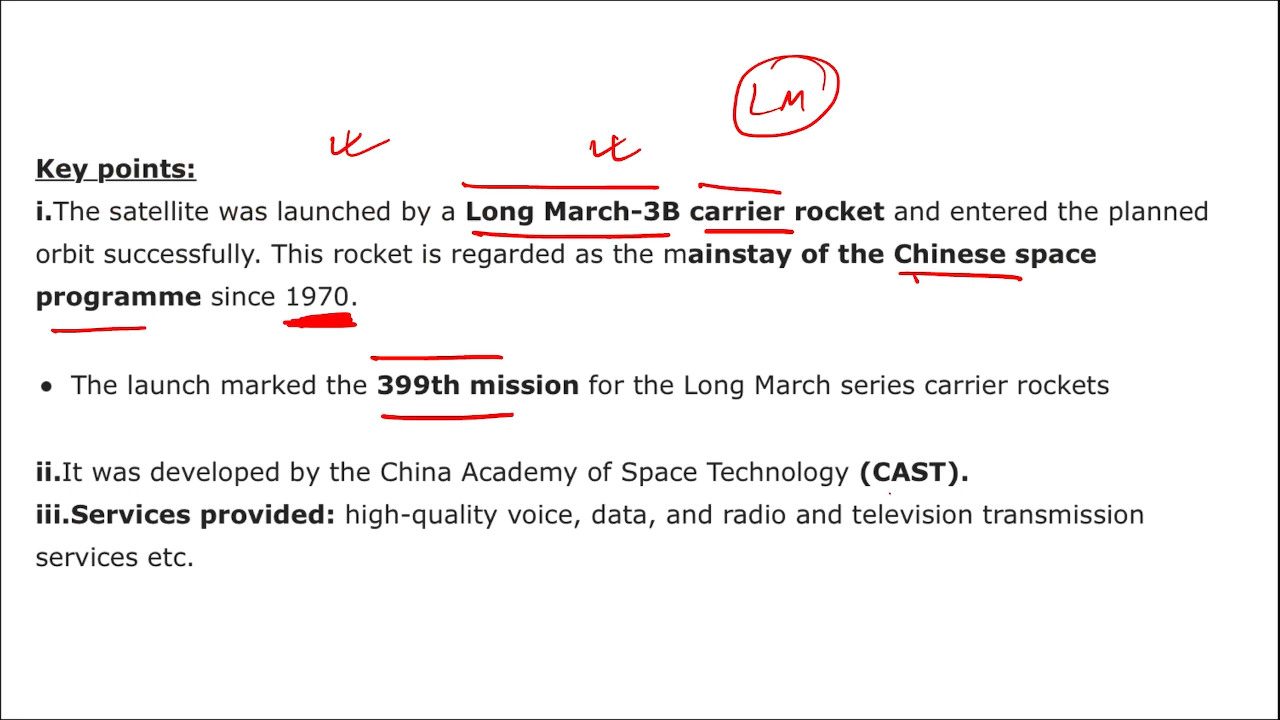 LM
Key points:
i.The satellite was launched by a Long March-3B carrier rocket and entered the planned
orbit successfully. This rocket is regarded as the mainstay of the Chinese space
programme since 1970.
• The launch marked the 399th mission for the Long March series carrier rockets
ii.It was developed by the China Academy of Space Technology (CAST).
iii.Services provided: high-quality voice, data, and radio and television transmission
services etc.